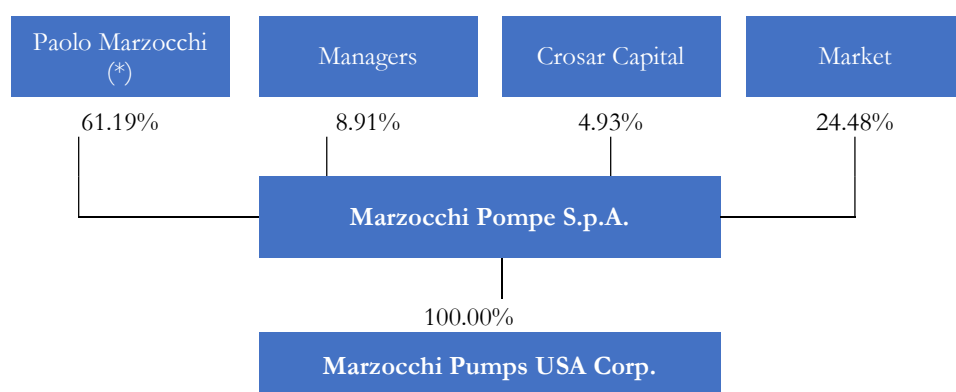 Paolo Marzocchi
(*)
Managers
Crosar Capital
Market
61.19%
8.91%
4.93%
24.48%
Marzocchi Pompe S.p.A.
100.00%
Marzocchi Pumps USA Corp.